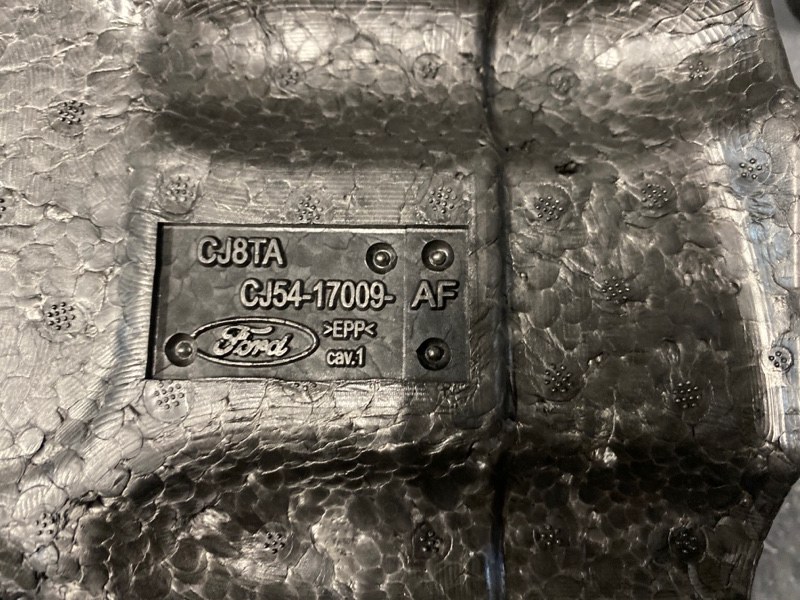 CJ8TA
CJ54-17009- AF
Ford >EPP<
cav.1